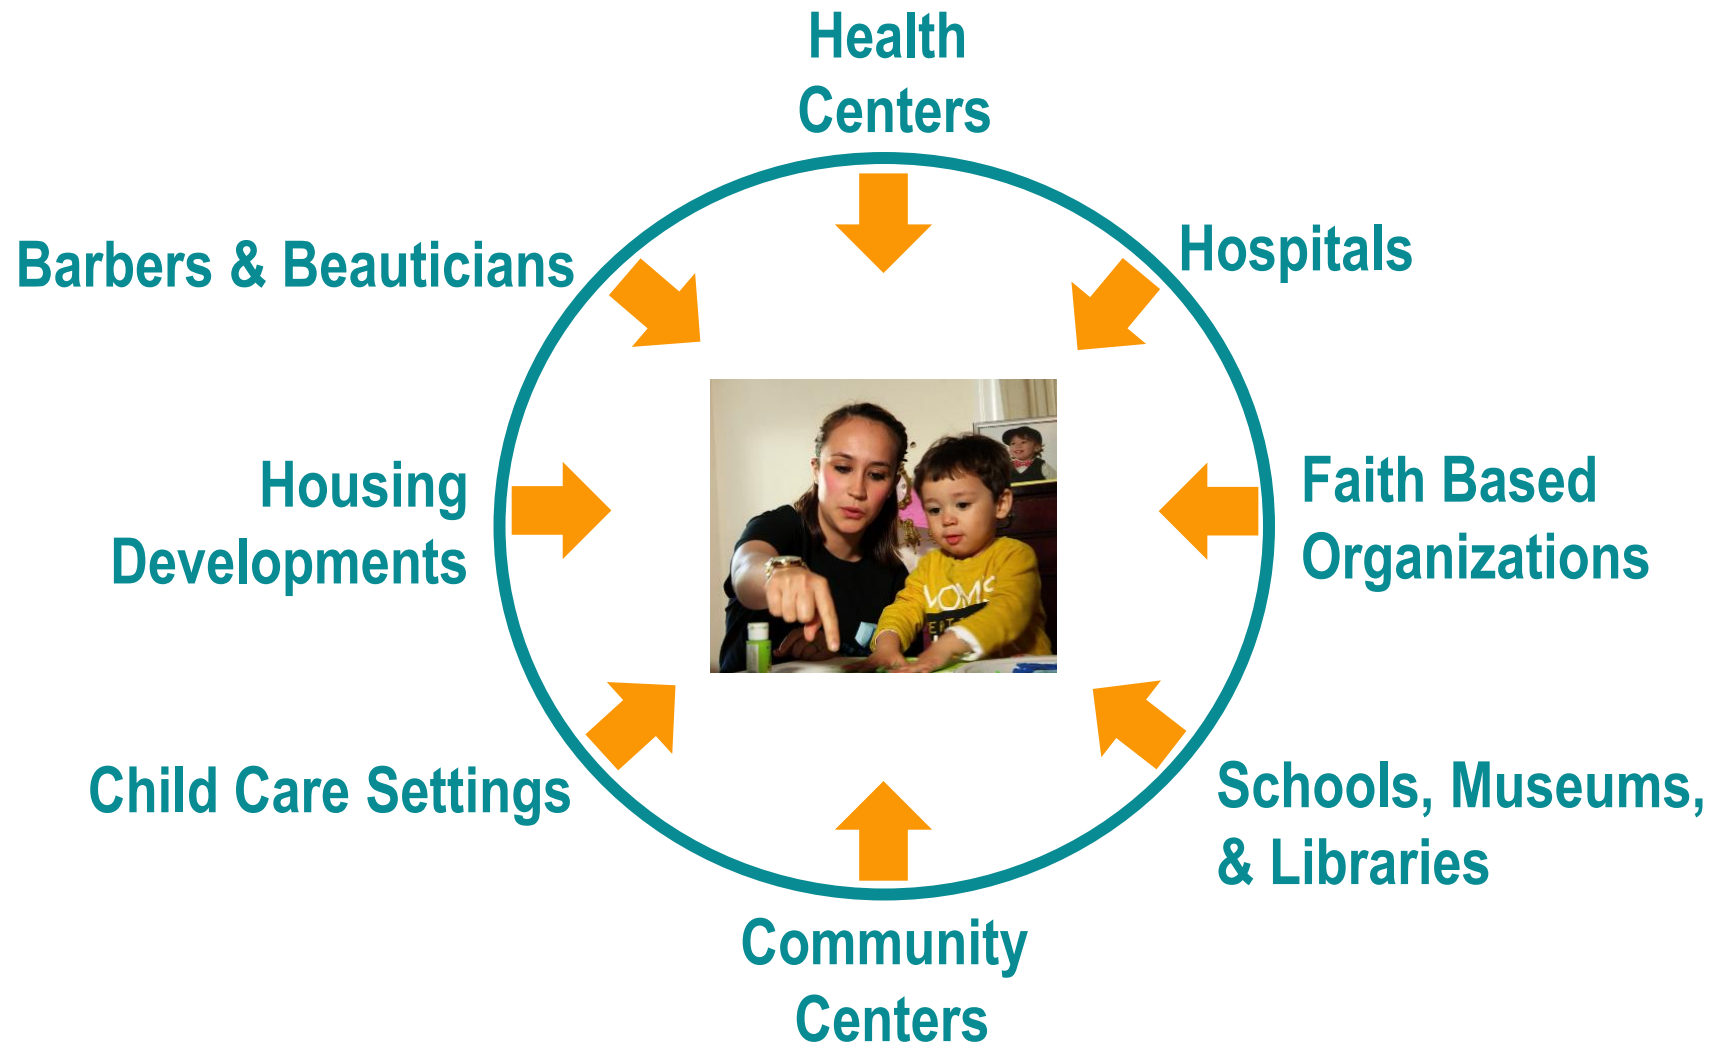 Health
Centers
Hospitals
Faith Based
Organizations
Schools, Museums,
& Libraries
Community
Centers
Child Care Settings
Housing
Developments
Barbers & Beauticians